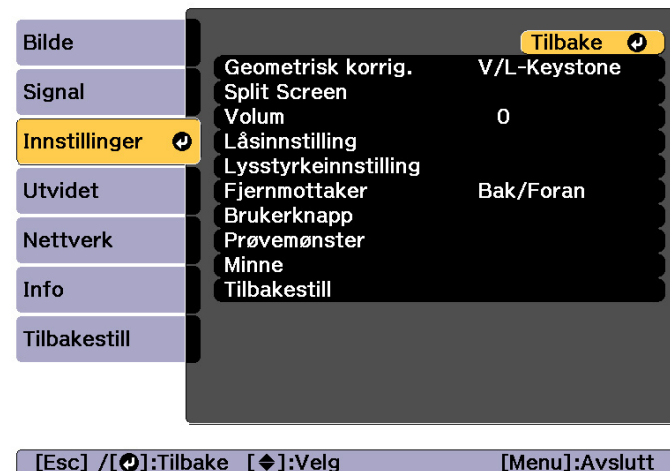 Bilde
Signal
Innstillinger
Utvidet
Nettverk
Info
Tilbakestill
Tilbake
Geometrisk korrig. V/L-Keystone
Split Screen
Volum 0
Låsinnstilling
Lysstyrkeinnstilling
Fjernmottaker Bak/Foran
Brukerknapp
Prøvemønster
Minne
Tilbakestill
[Esc] /[⏎]:Tilbake [◆]:Velg [Menu]:Avslutt